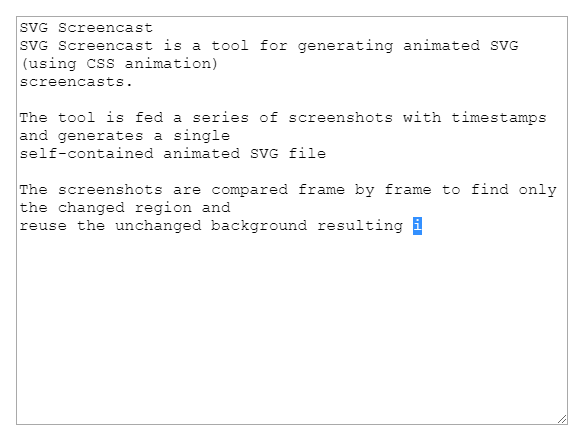 SVG Screencast
SVG Screencast is a tool for generating animated SVG
(using CSS animation)
screencasts.
The tool is fed a series of screenshots with timestamps
and generates a single
self-contained animated SVG file
The screenshots are compared frame by frame to find only
the changed region and
reuse the unchanged background resulting i